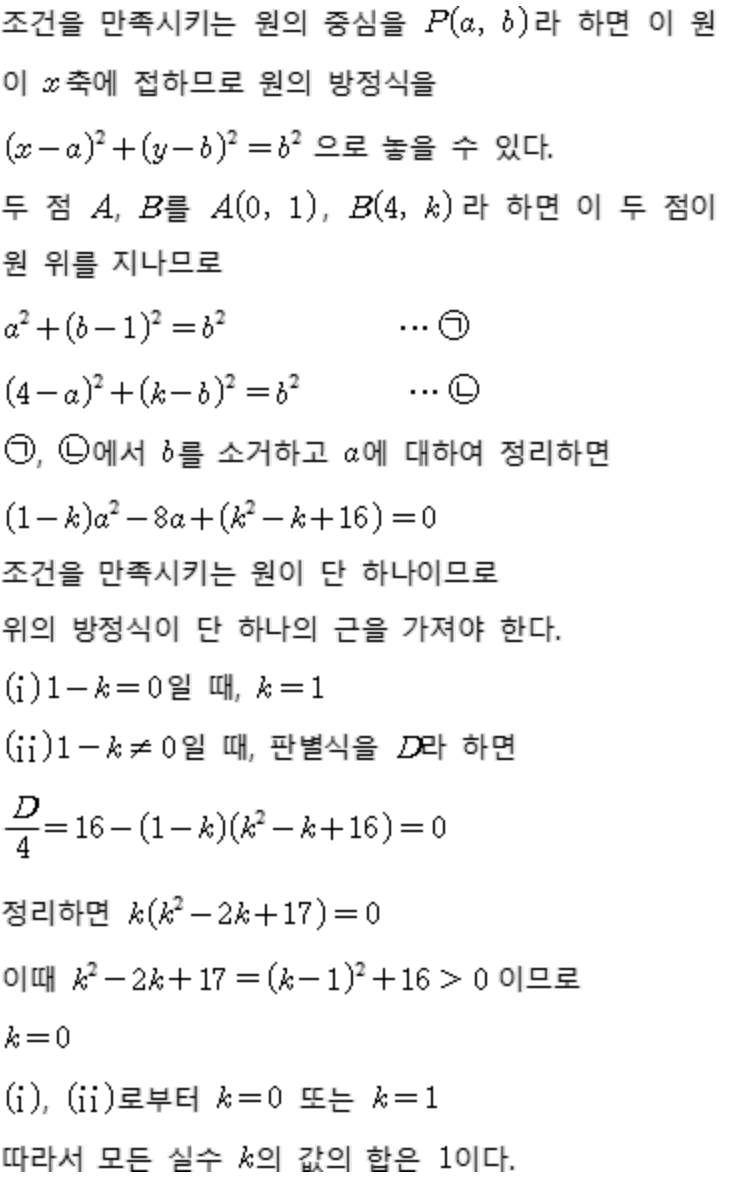 조건을 만족시키는 원의 중심을 P(a, b)라 하면 이 원
이 x축에 접하므로 원의 방정식을
(x-a)²+(y-b)²=b² 으로 놓을 수 있다.
두 점 A, B를 A(0, 1), B(4, k)라 하면 이 두 점이
원 위를 지나므로
a²+(b-1)²=b² ⋯ ㉠
(4-a)²+(k-b)²=b² ⋯ ㉡
㉠, ㉡에서 b를 소거하고 a에 대하여 정리하면
(1-k)a²-8a+(k²-k+16)=0
조건을 만족시키는 원이 단 하나이므로
위의 방정식이 단 하나의 근을 가져야 한다.
(i)1-k=0일 때, k=1
(ii)1-k≠0일 때, 판별식을 D라 하면
D/4=16-(1-k)(k²-k+16)=0
정리하면 k(k²-2k+17)=0
이때 k²-2k+17=(k-1)²+16>0 이므로
k=0
(i), (ii)로부터 k=0 또는 k=1
따라서 모든 실수 k의 값의 합은 1이다.